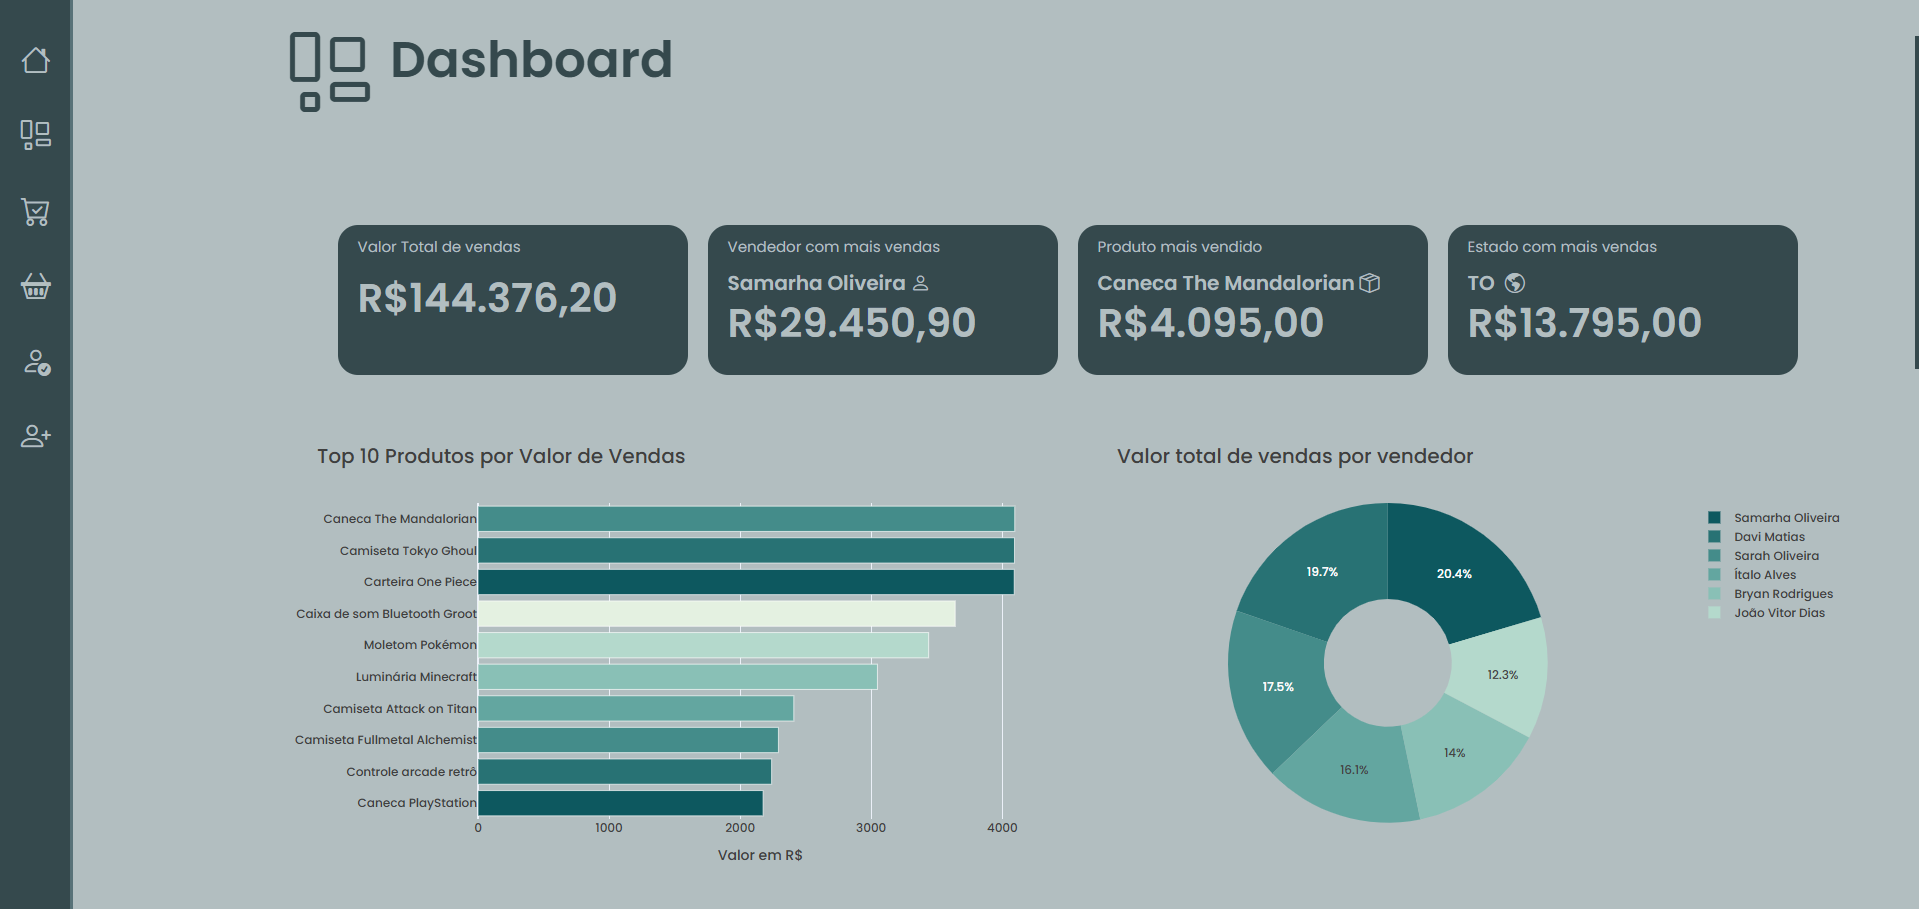 Dashboard
Valor Total de vendas
R$144.376,20
Vendedor com mais vendas
Samarha Oliveira
R$29.450,90
Produto mais vendido
Caneca The Mandalorian
R$4.095,00
Estado com mais vendas
TO
R$13.795,00
Top 10 Produtos por Valor de Vendas
Caneca The Mandalorian
Camiseta Tokyo Ghoul
Carteira One Piece
Caixa de som Bluetooth Groot
Moletom Pokémon
Luminária Minecraft
Camiseta Attack on Titan
Camiseta Fullmetal Alchemist
Controle arcade retrô
Caneca PlayStation
0 1000 2000 3000 4000
Valor em R$
Valor total de vendas por vendedor
19.7%
20.4%
17.5%
12.3%
16.1%
14%
Samarha Oliveira
Davi Matias
Sarah Oliveira
Ítalo Alves
Bryan Rodrigues
João Vitor Dias